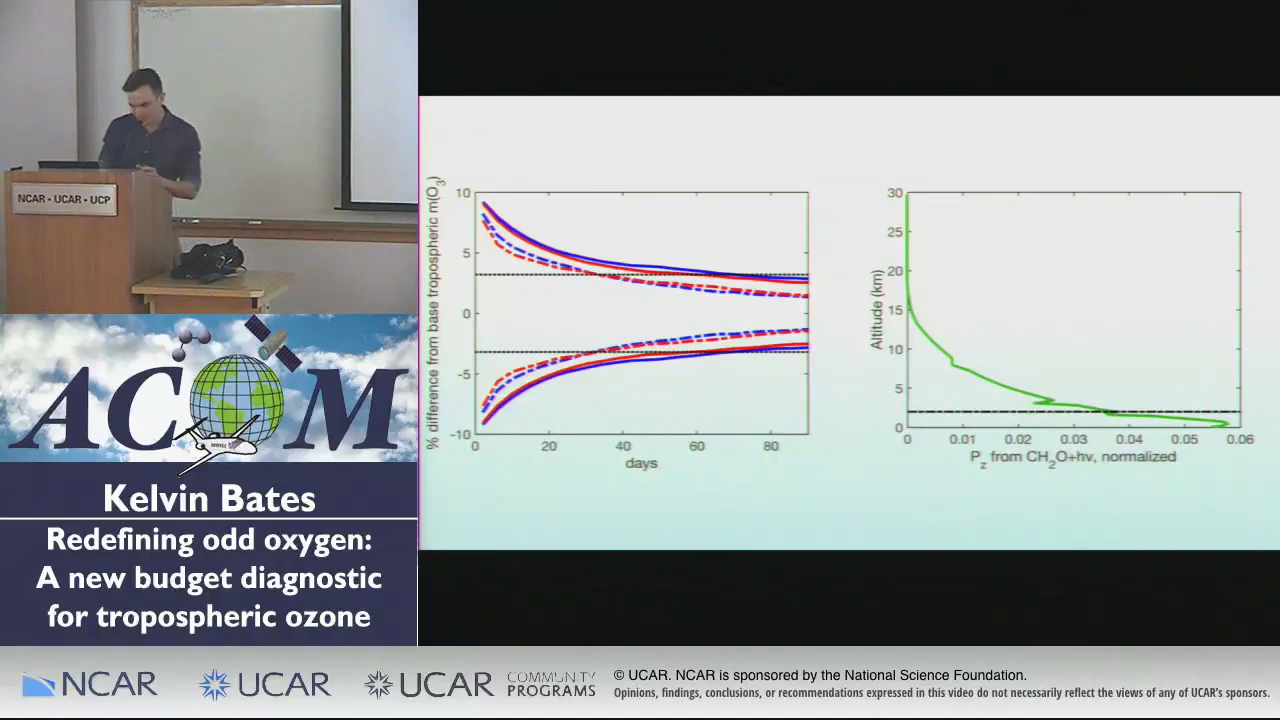 NCAR • UCAR • UCP
ACOM
Kelvin Bates
Redefining odd oxygen:
A new budget diagnostic
for tropospheric ozone
% difference from base tropospheric m(O3)
10
5
0
-5
-10
0
20
40
60
80
days
Altitude (km)
30
25
20
15
10
5
0
0
0.01
0.02
0.03
0.04
0.05
0.06
Pz from CH2O+hv, normalized
NCAR
UCAR
UCAR
COMMUNITY
PROGRAMS
© UCAR. NCAR is sponsored by the National Science Foundation.
Opinions, findings, conclusions, or recommendations expressed in this video do not necessarily reflect the views of any of UCAR's sponsors.